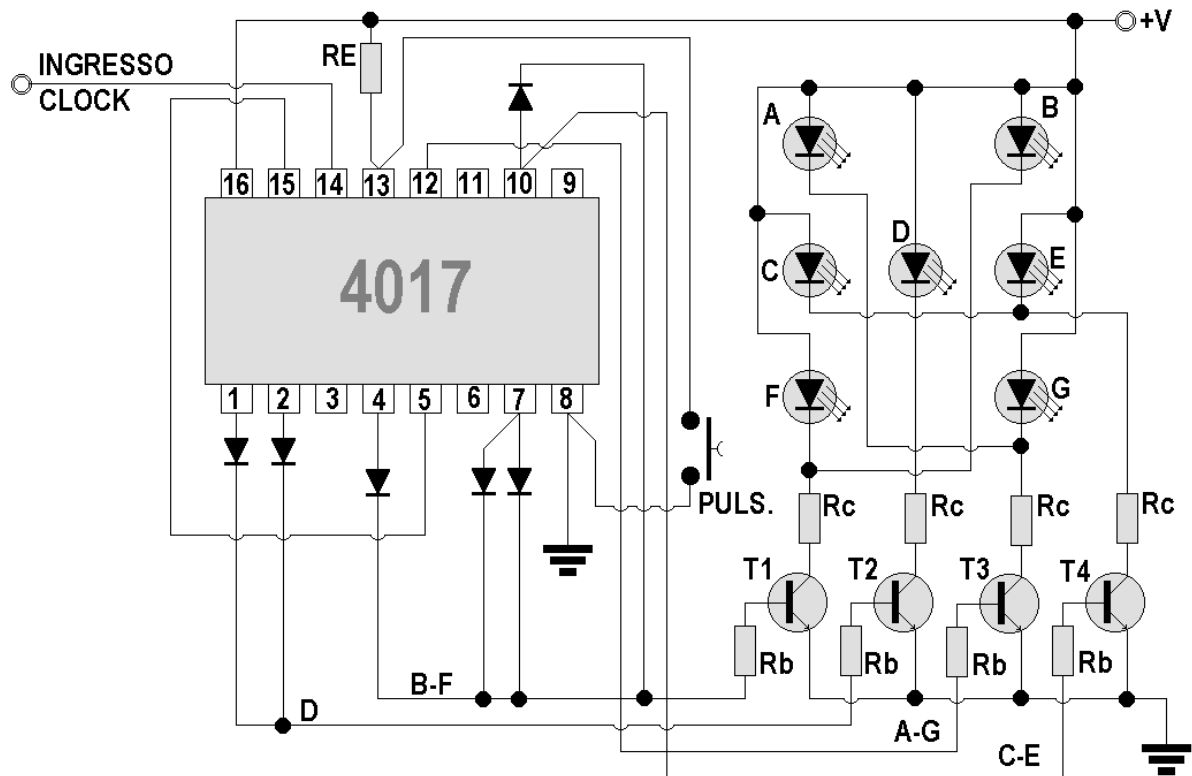 +V
INGRESSO
CLOCK
RE
A
B
16 15 14 13 12 11 10 9
4017
C
D
E
1 2 3 4 5 6 7 8
F
G
PULS.
Rc Rc Rc Rc
T1 T2 T3 T4
Rb Rb Rb Rb
B-F
D
A-G
C-E